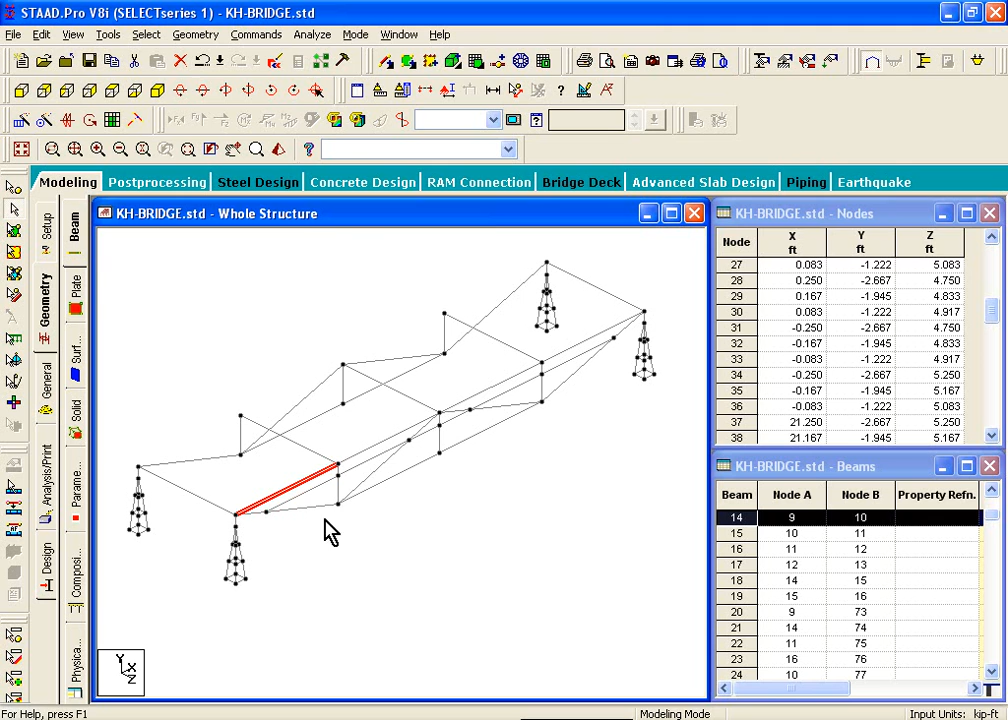 STAAD.Pro V8i (SELECTseries 1) - KH-BRIDGE.std
File Edit View Tools Select Geometry Commands Analyze Mode Window Help
Modeling Postprocessing Steel Design Concrete Design RAM Connection Bridge Deck Advanced Slab Design Piping Earthquake
Setup
Geometry
General
Analysis/Print
Design
Beam
Plate
Surf...
Solid
Parame...
Composi...
Physica...
KH-BRIDGE.std - Whole Structure
Y
X
Z
KH-BRIDGE.std - Nodes
Node X ft Y ft Z ft
27 0.083 -1.222 5.083
28 0.250 -2.667 4.750
29 0.167 -1.945 4.833
30 0.083 -1.222 4.917
31 -0.250 -2.667 4.750
32 -0.167 -1.945 4.833
33 -0.083 -1.222 4.917
34 -0.250 -2.667 5.250
35 -0.167 -1.945 5.167
36 -0.083 -1.222 5.083
37 21.250 -2.667 5.250
38 21.167 -1.945 5.167
KH-BRIDGE.std - Beams
Beam Node A Node B Property Refn.
14 9 10
15 10 11
16 11 12
17 12 13
18 14 15
19 15 16
20 9 73
21 14 74
22 11 75
23 16 76
24 10 77
For Help, press F1 Modeling Mode Input Units: kip-ft